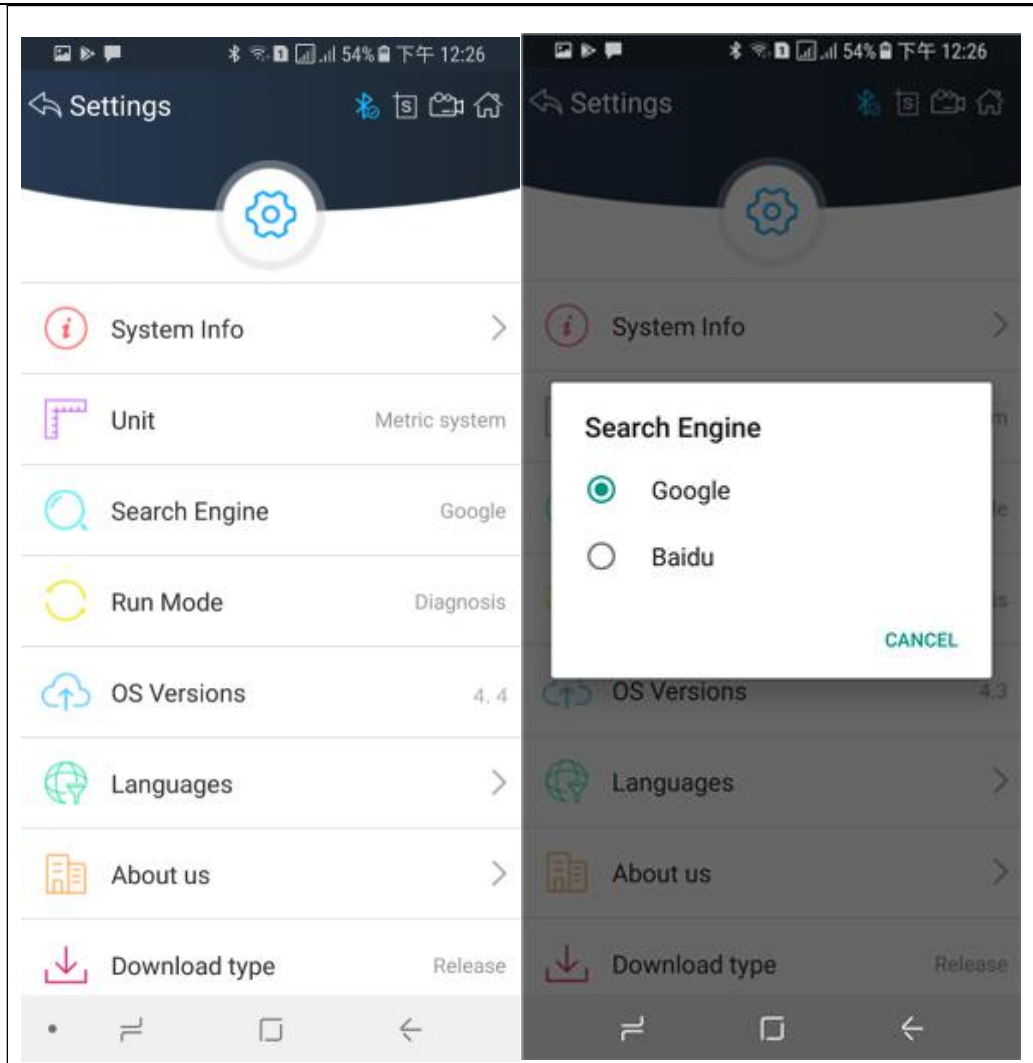 54% 下午 12:26
Settings
System Info
Unit Metric system
Search Engine Google
Run Mode Diagnosis
OS Versions 4. 4
Languages
About us
Download type Release
54% 下午 12:26
Settings
System Info
m
Search Engine
Google
le
Baidu
is
CANCEL
OS Versions 4.3
Languages
About us
Download type Release